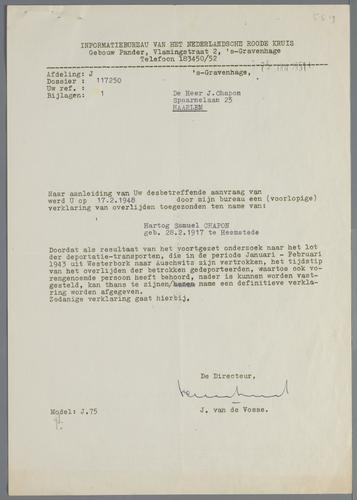 INFORMATIEBUREAU VAN HET NEDERLANDSCHE ROODE KRUIS
Gebouw Pander, Vlamingstraat 2, 's-Gravenhage
Telefoon 183450/52
Afdeling: J
's-Gravenhage,
Dossier : 117250
Uw ref. :
Bijlagen: 1
De Heer J.Chapon
Spaarnelaan 23
HAARLEM
Naar aanleiding van Uw desbetreffende aanvraag van
werd U op 17.2.1948 door mijn bureau een (voorlopige)
verklaring van overlijden toegezonden ten name van:
Hartog Samuel CHAPON
geb. 28.2.1917 te Heemstede
Doordat als resultaat van het voortgezet onderzoek naar het lot
der deportatie-transporten, die in de periode Januari - Februari
1943 uit Westerbork naar Auschwitz zijn vertrokken, het tijdstip
van het overlijden der betrokken gedeporteerden, waartoe ook vo-
rengenoemde persoon heeft behoord, nader is kunnen worden vast-
gesteld, kan thans te zijnen/haren name een definitieve verkla-
ring worden afgegeven.
Zodanige verklaring gaat hierbij.
De Directeur,
J. van de Vosse.
Model: J.75